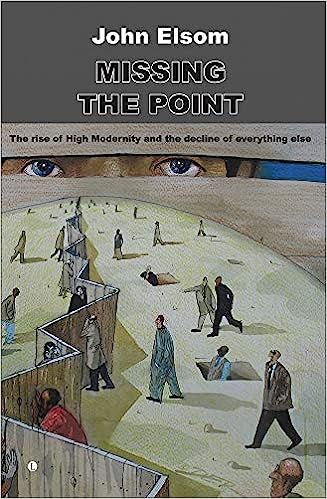 John Elsom
MISSING
THE POINT
The rise of High Modernity and the decline of everything else
L